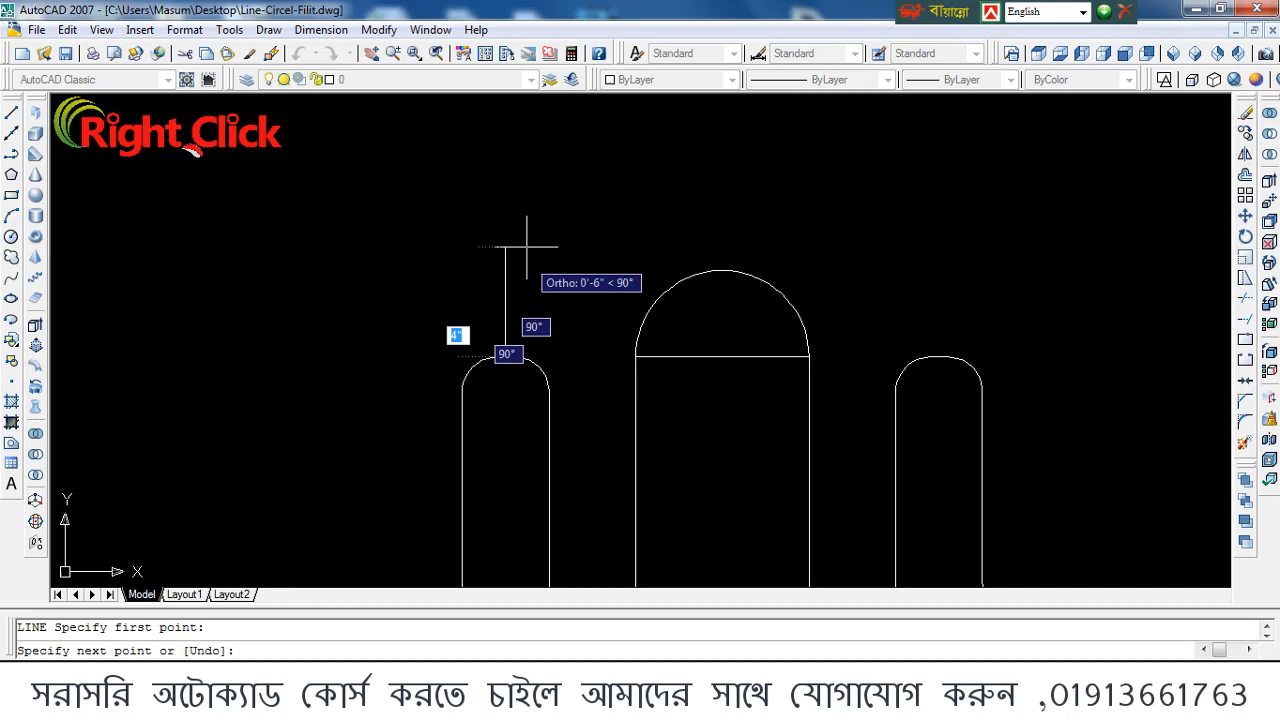 AutoCAD 2007 - [C:\Users\Masum\Desktop\Line-Circel-Filit.dwg]
বায়ান্নো
English
File Edit View Insert Format Tools Draw Dimension Modify Window Help
Standard Standard Standard
AutoCAD Classic 0 ByLayer ByLayer ByLayer ByColor
Right Click
Ortho: 0'-6" < 90°
4" 90°
90°
Y
X
Model Layout1 Layout2
LINE Specify first point:
Specify next point or [Undo]:
সরাসরি অটোক্যাড কোর্স করতে চাইলে আমাদের সাথে যোগাযোগ করুন ,01913661763